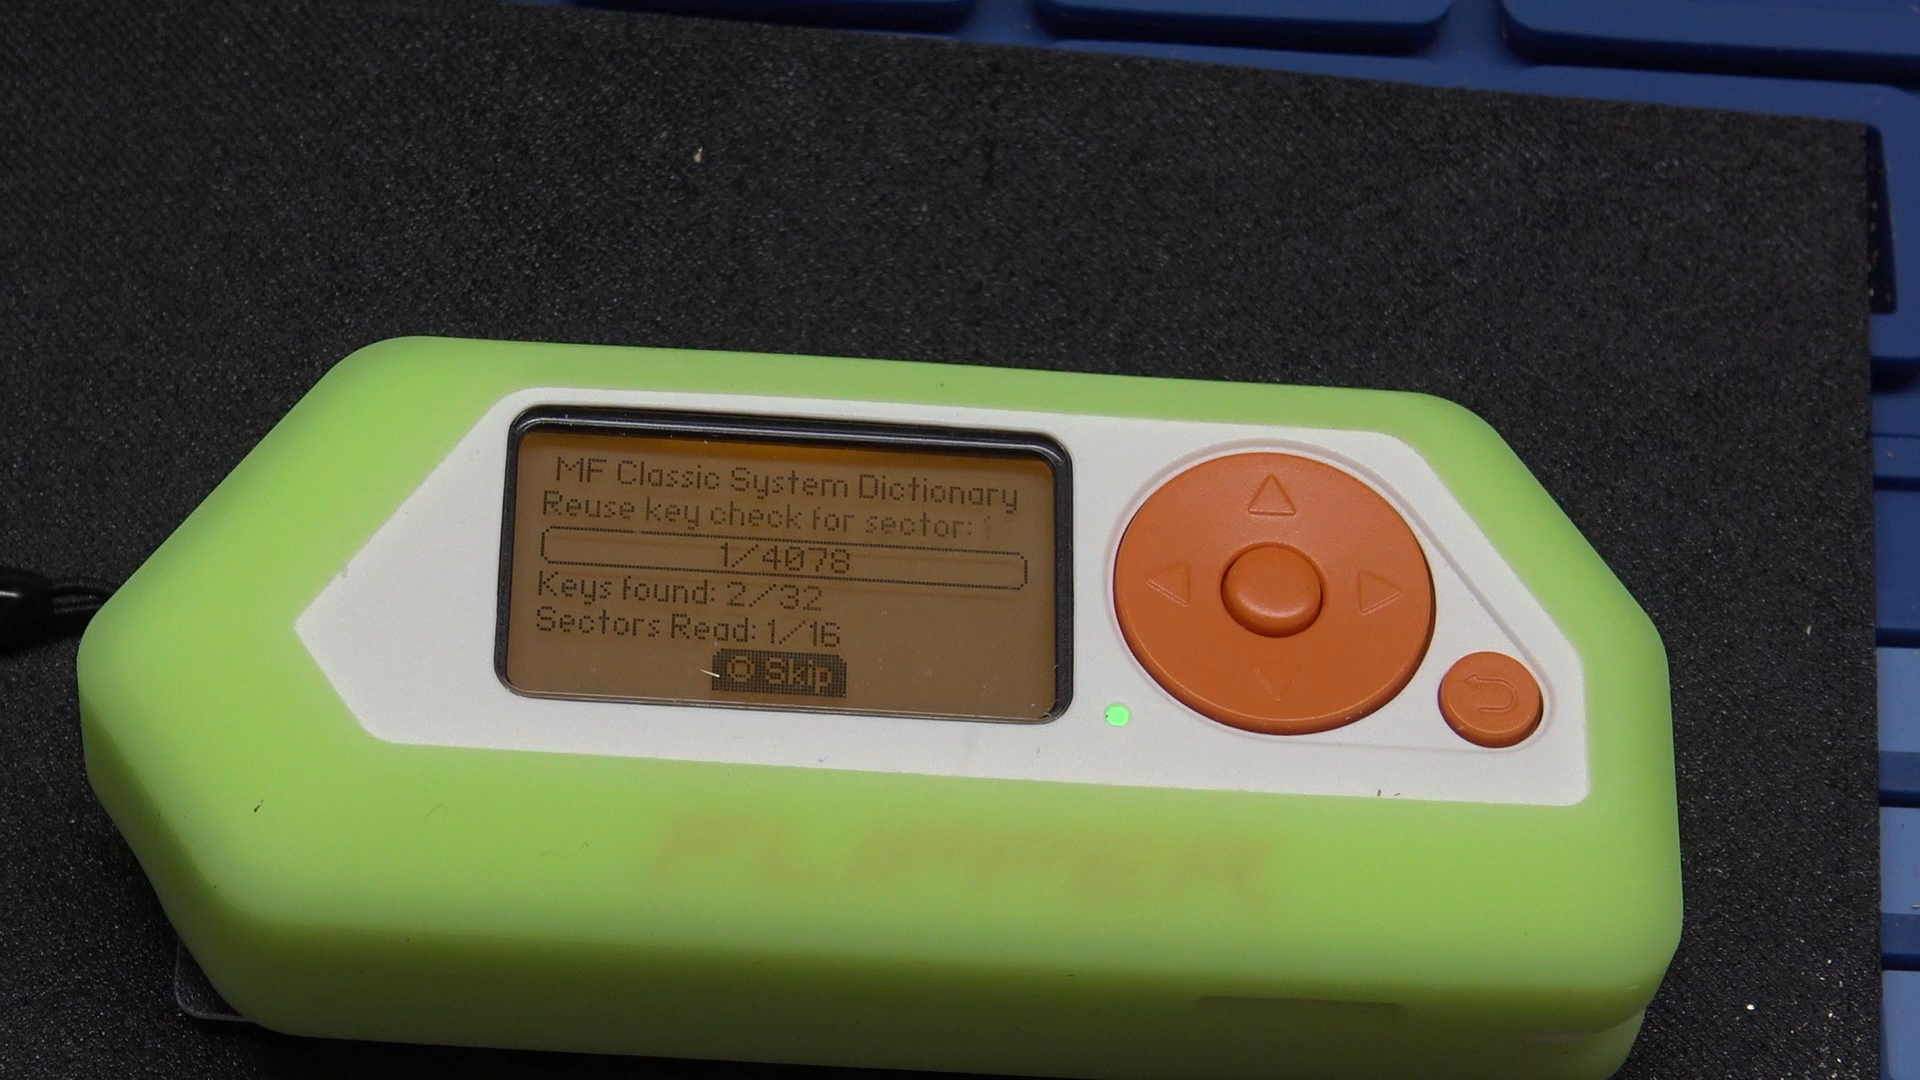 MF Classic System Dictionary
Reuse key check for sector:
1/4078
Keys found: 2/32
Sectors Read: 1/16
Skip
FLIPPER